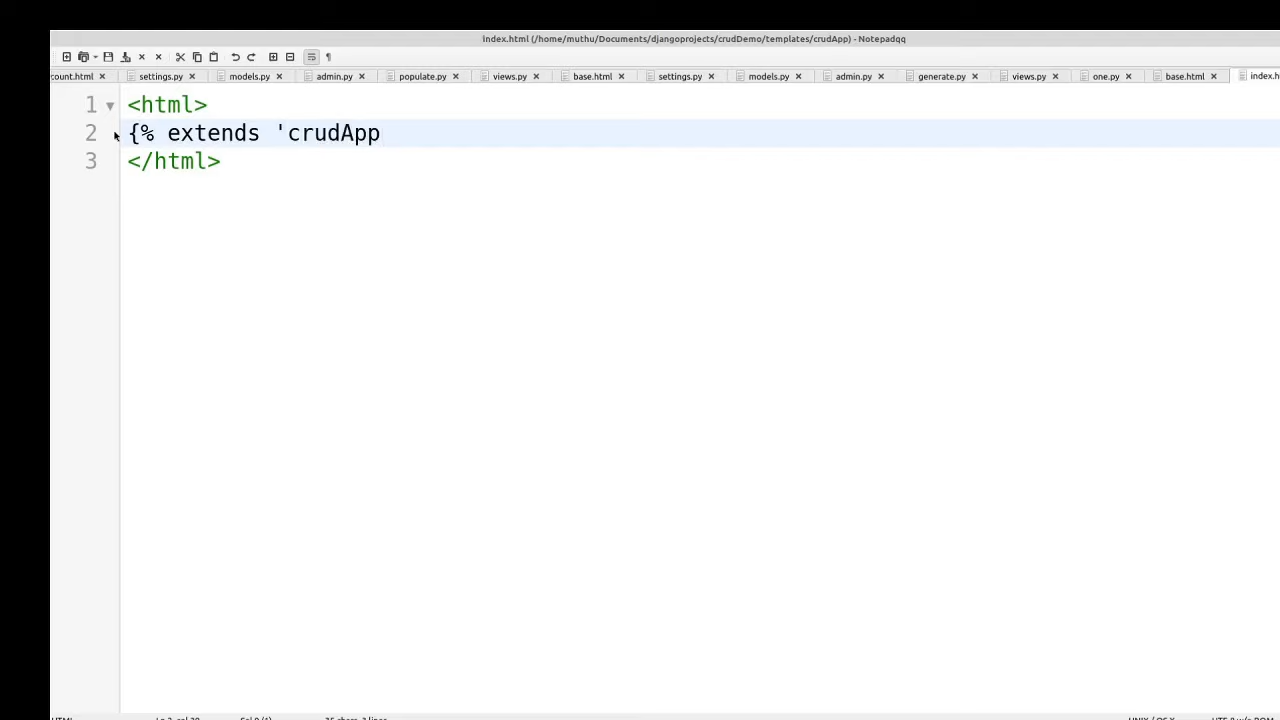 index.html (/home/muthu/Documents/djangoprojects/crudDemo/templates/crudApp) - Notepadqq
count.html settings.py models.py admin.py populate.py views.py base.html settings.py models.py admin.py generate.py views.py one.py base.html index.h
1 <html>
2 {% extends 'crudApp
3 </html>